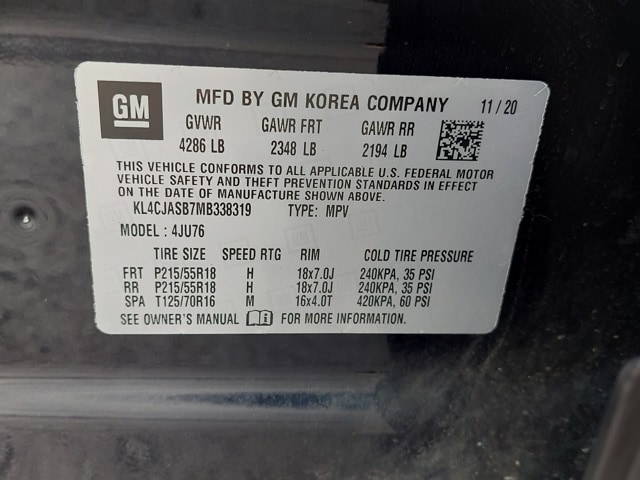 GM
MFD BY GM KOREA COMPANY 11/20
GVWR GAWR FRT GAWR RR
4286 LB 2348 LB 2194 LB
THIS VEHICLE CONFORMS TO ALL APPLICABLE U.S. FEDERAL MOTOR
VEHICLE SAFETY AND THEFT PREVENTION STANDARDS IN EFFECT
ON THE DATE OF MANUFACTURE SHOWN ABOVE.
KL4CJASB7MB338319 TYPE: MPV
MODEL: 4JU76
TIRE SIZE SPEED RTG RIM COLD TIRE PRESSURE
FRT P215/55R18 H 18x7.0J 240KPA, 35 PSI
RR P215/55R18 H 18x7.0J 240KPA, 35 PSI
SPA T125/70R16 M 16x4.0T 420KPA, 60 PSI
SEE OWNER'S MANUAL FOR MORE INFORMATION.